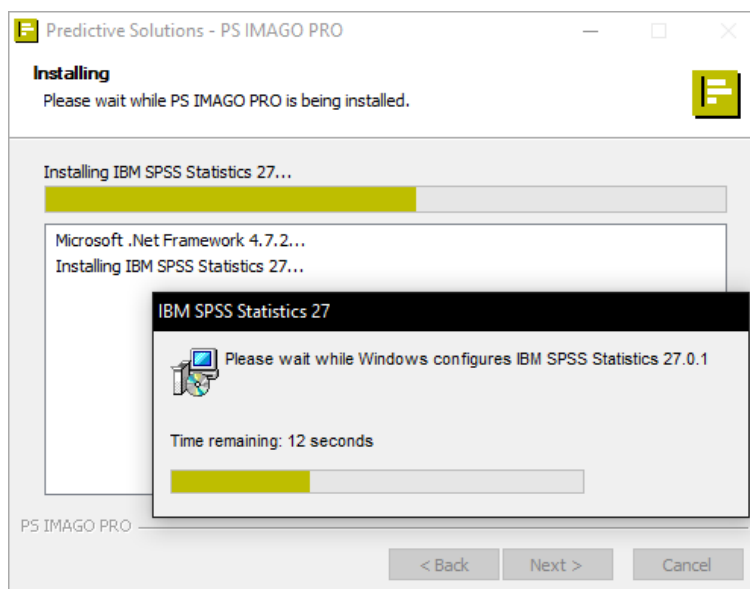 Predictive Solutions - PS IMAGO PRO
Installing
Please wait while PS IMAGO PRO is being installed.
Installing IBM SPSS Statistics 27...
Microsoft .Net Framework 4.7.2...
Installing IBM SPSS Statistics 27...
IBM SPSS Statistics 27
Please wait while Windows configures IBM SPSS Statistics 27.0.1
Time remaining: 12 seconds
PS IMAGO PRO
< Back Next > Cancel